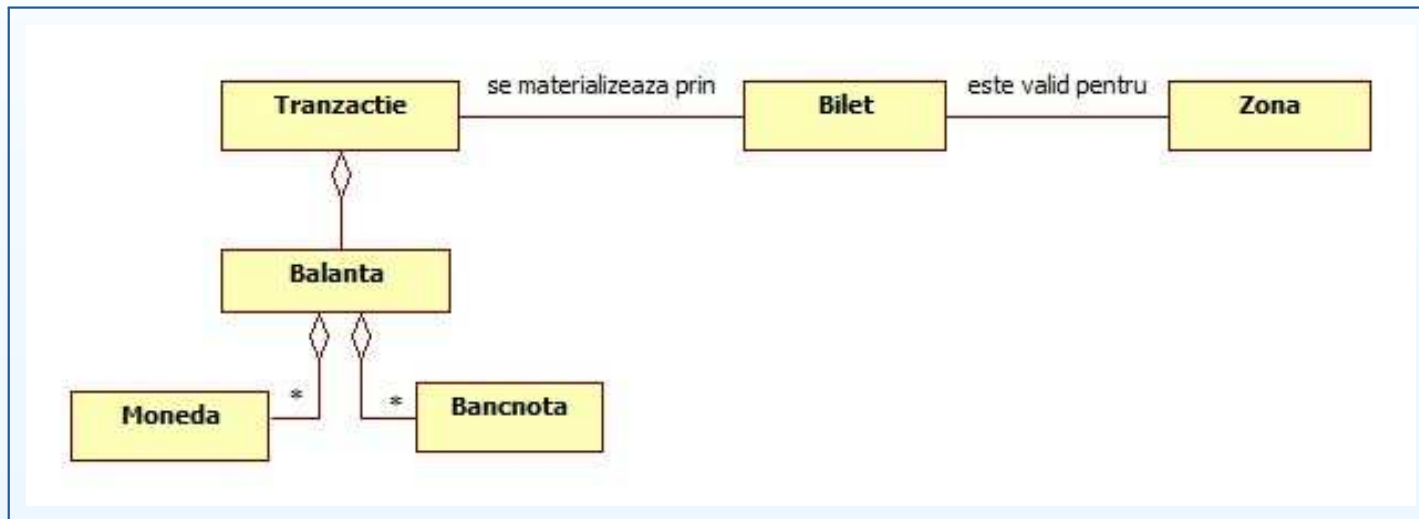 Tranzactie
se materializeaza prin
Bilet
este valid pentru
Zona
Balanta
*
*
Moneda
Bancnota